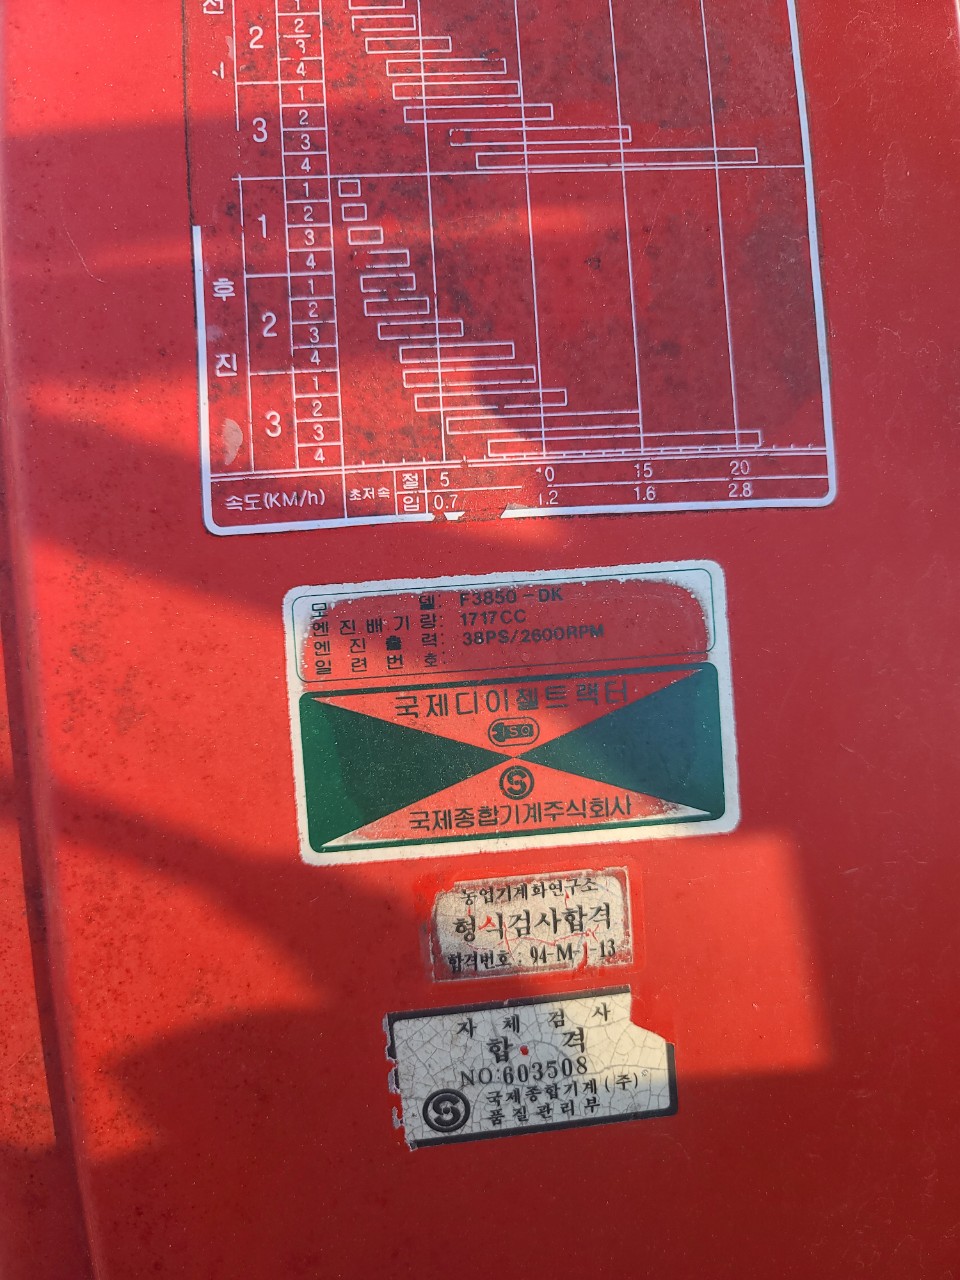 전
1
2
2
3
4
1
3
2
3
4
후
진
1
1
2
3
4
2
1
2
3
4
3
1
2
3
4
속도(KM/h)
초저속
절 5 10 15 20
입 0.7 1.2 1.6 2.8
모 델: F3850-DK
엔진배기량: 1717CC
엔진출력: 38PS/2600RPM
일련번호:
국제디이젤트랙터
ISO
국제종합기계주식회사
농업기계화연구소
형식검사합격
합격번호: 94-M-1-13
자체검사
합격
NO:603508
국제종합기계(주)
품질관리부